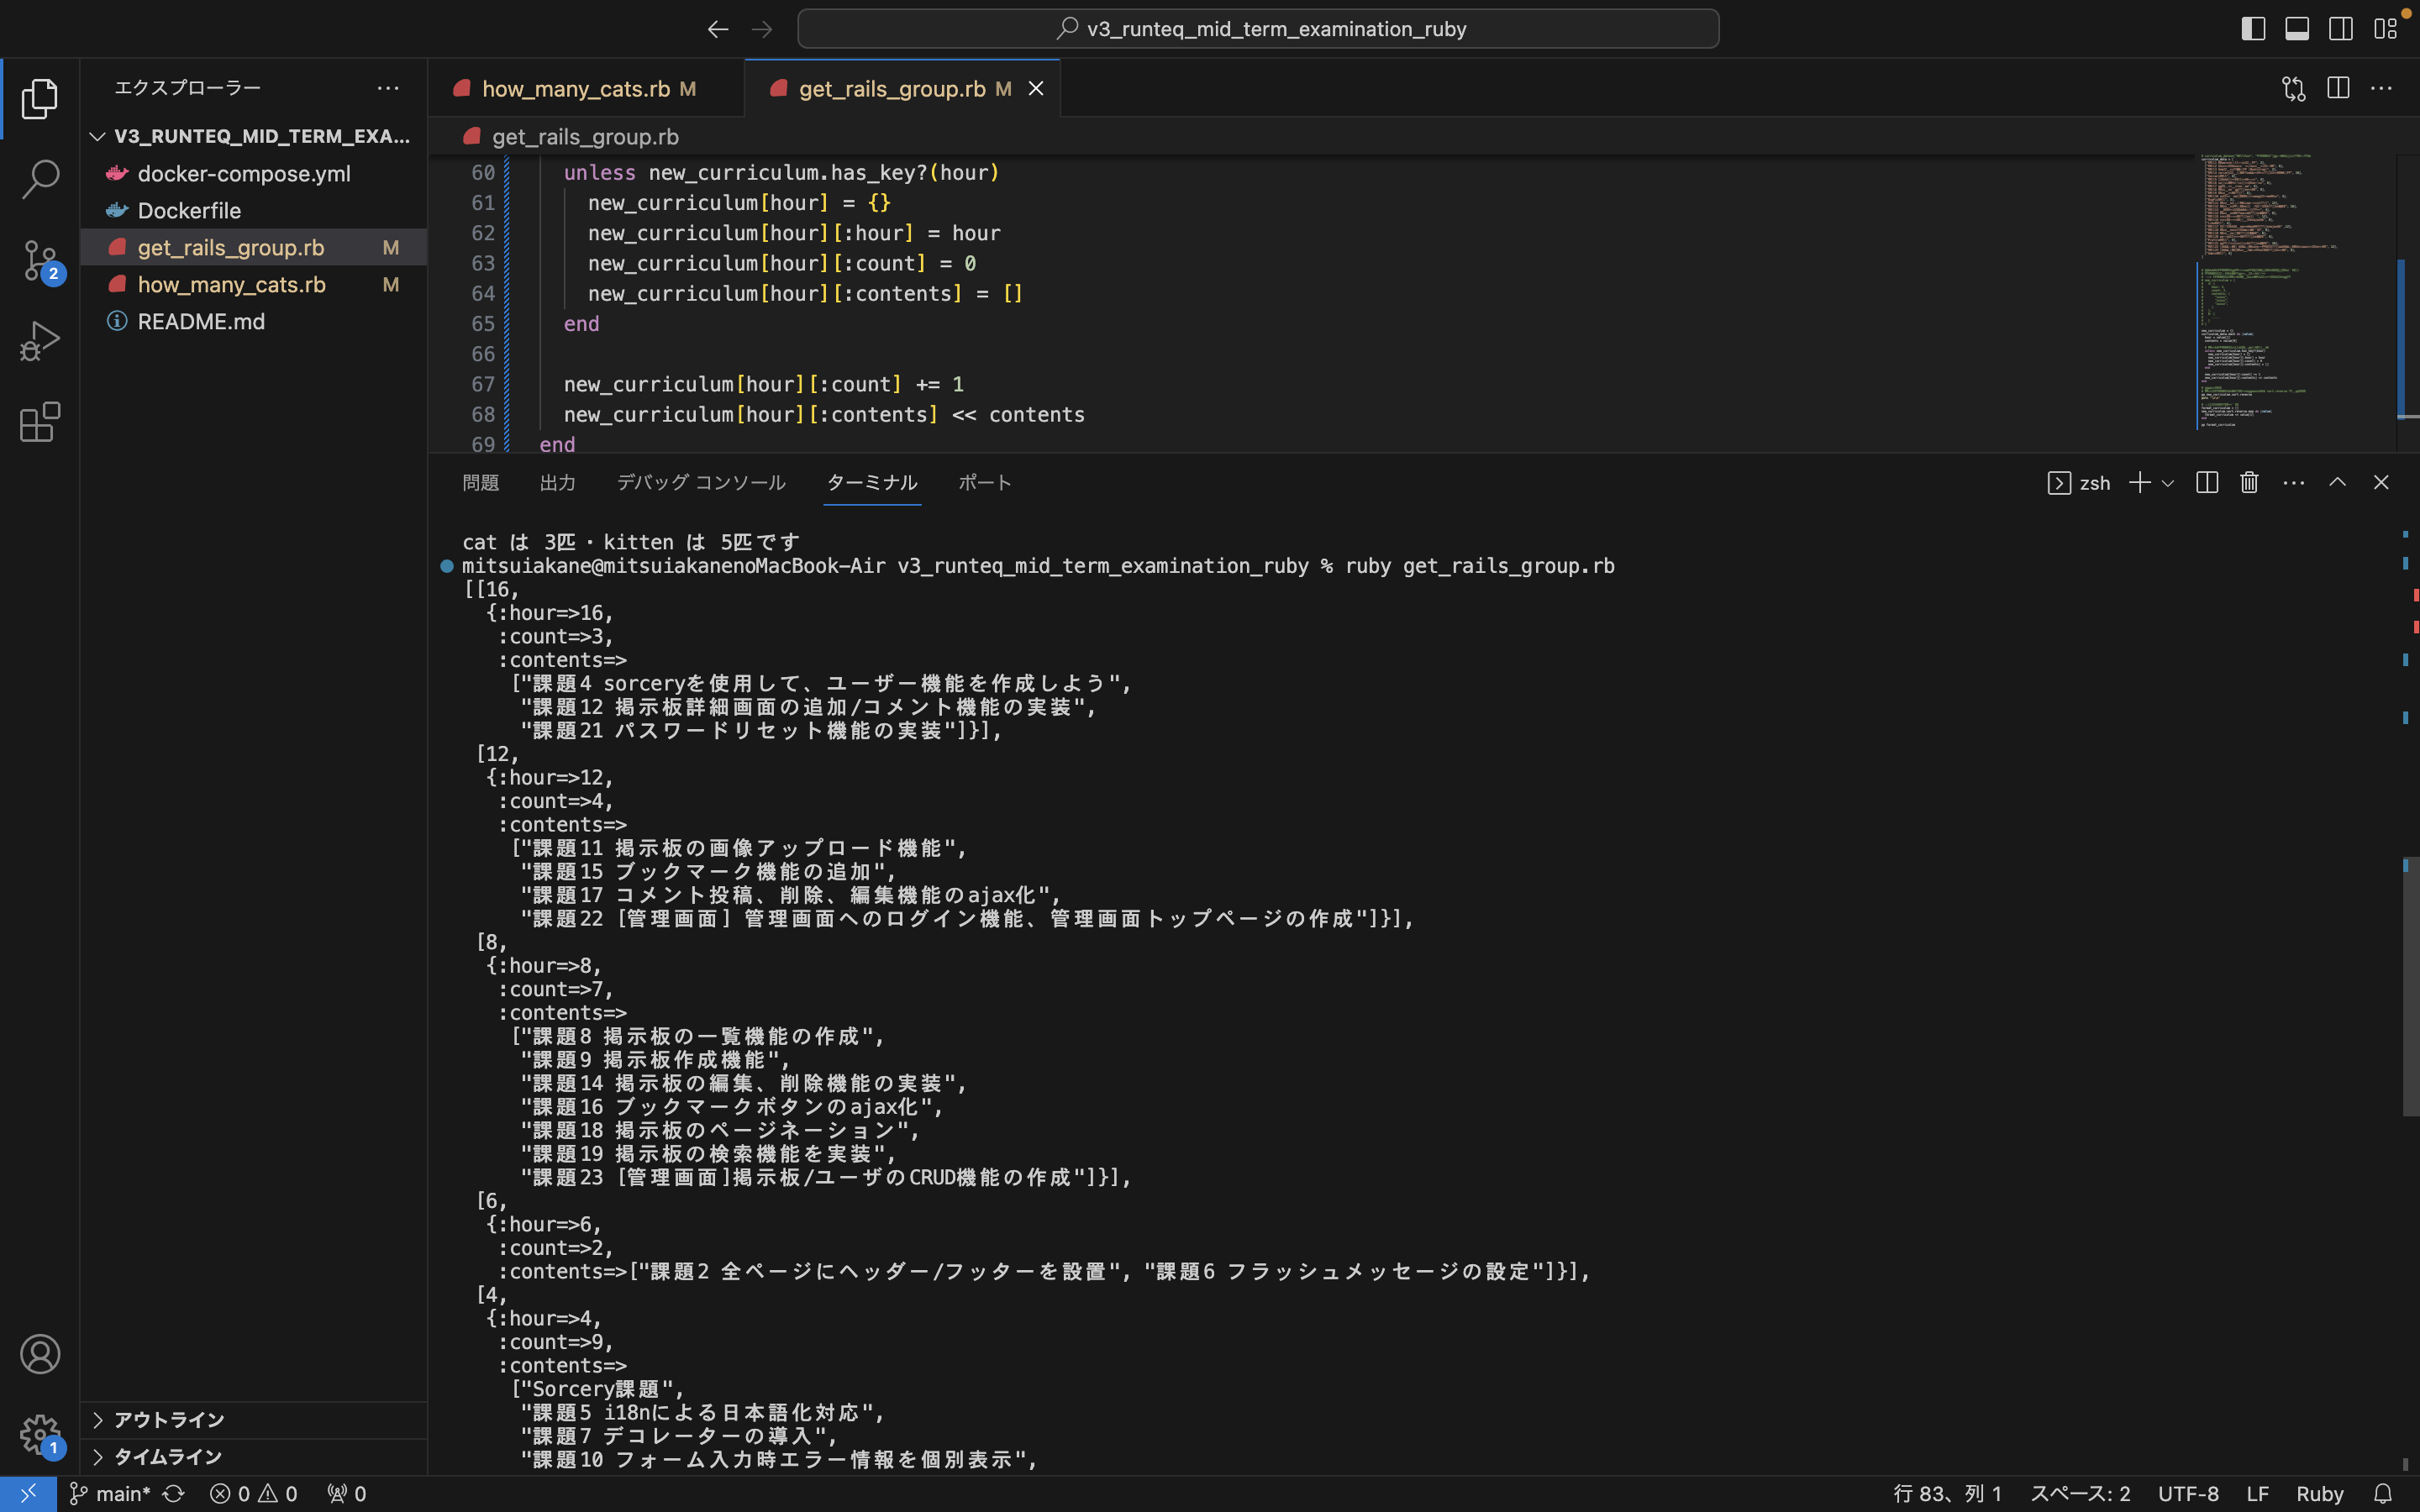 v3_runteq_mid_term_examination_ruby
エクスプローラー
V3_RUNTEQ_MID_TERM_EXA...
docker-compose.yml
Dockerfile
get_rails_group.rb M
how_many_cats.rb M
README.md
2
アウトライン
タイムライン
1
how_many_cats.rb M
get_rails_group.rb M
get_rails_group.rb
60 unless new_curriculum.has_key?(hour)
61 new_curriculum[hour] = {}
62 new_curriculum[hour][:hour] = hour
63 new_curriculum[hour][:count] = 0
64 new_curriculum[hour][:contents] = []
65 end
66
67 new_curriculum[hour][:count] += 1
68 new_curriculum[hour][:contents] << contents
69 end
問題 出力 デバッグ コンソール ターミナル ポート
zsh
cat は 3匹・kitten は 5匹です
mitsuiakane@mitsuiakanenoMacBook-Air v3_runteq_mid_term_examination_ruby % ruby get_rails_group.rb
[[16,
{:hour=>16,
:count=>3,
:contents=>
["課題4 sorceryを使用して、ユーザー機能を作成しよう",
"課題12 掲示板詳細画面の追加/コメント機能の実装",
"課題21 パスワードリセット機能の実装"]}],
[12,
{:hour=>12,
:count=>4,
:contents=>
["課題11 掲示板の画像アップロード機能",
"課題15 ブックマーク機能の追加",
"課題17 コメント投稿、削除、編集機能のajax化",
"課題22 [管理画面] 管理画面へのログイン機能、管理画面トップページの作成"]}],
[8,
{:hour=>8,
:count=>7,
:contents=>
["課題8 掲示板の一覧機能の作成",
"課題9 掲示板作成機能",
"課題14 掲示板の編集、削除機能の実装",
"課題16 ブックマークボタンのajax化",
"課題18 掲示板のページネーション",
"課題19 掲示板の検索機能を実装",
"課題23 [管理画面]掲示板/ユーザのCRUD機能の作成"]}],
[6,
{:hour=>6,
:count=>2,
:contents=>["課題2 全ページにヘッダー/フッターを設置", "課題6 フラッシュメッセージの設定"]}],
[4,
{:hour=>4,
:count=>9,
:contents=>
["Sorcery課題",
"課題5 i18nによる日本語化対応",
"課題7 デコレーターの導入",
"課題10 フォーム入力時エラー情報を個別表示",
main* 0 0 0
行 83、列 1 スペース: 2 UTF-8 LF Ruby